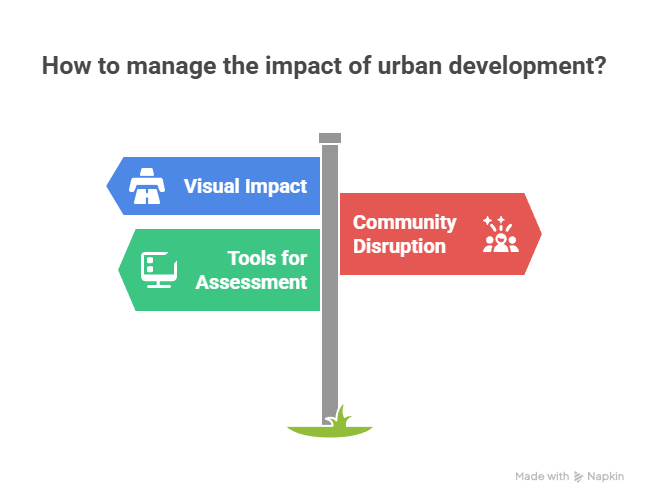 How to manage the impact of urban development?
Visual Impact
Community
Disruption
Tools for
Assessment
Made with Napkin